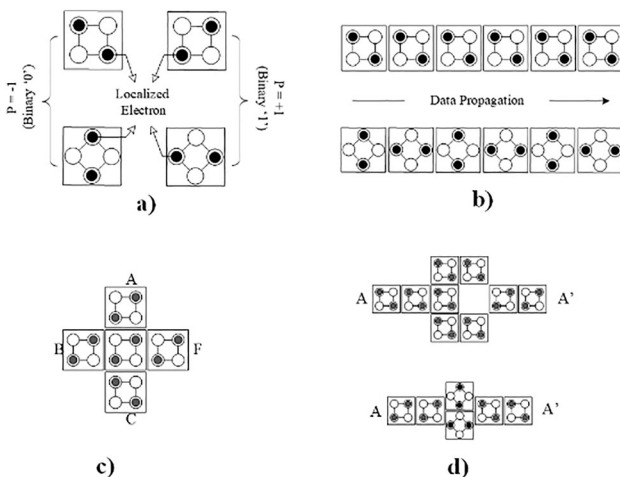 P = -1
(Binary '0')
Localized
Electron
P = +1
(Binary '1')
a)
Data Propagation
b)
A
B
F
C
c)
A
A'
A
A'
d)